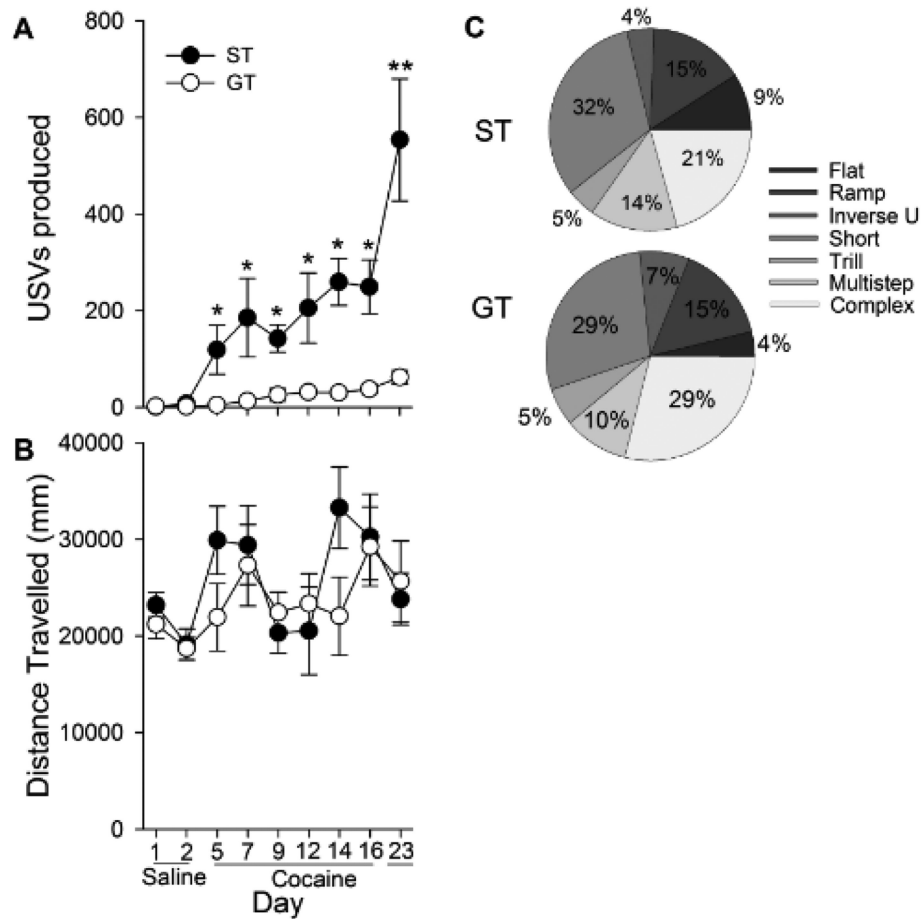 A
USVs produced
800
600
400
200
0
ST
GT
*
*
*
*
*
*
**
B
Distance Travelled (mm)
40000
30000
20000
10000
0
1 2 5 7 9 12 14 16 23
Saline Cocaine
Day
C
ST
4%
15%
9%
32%
21%
14%
5%
GT
7%
15%
4%
29%
29%
10%
5%
Flat
Ramp
Inverse U
Short
Trill
Multistep
Complex